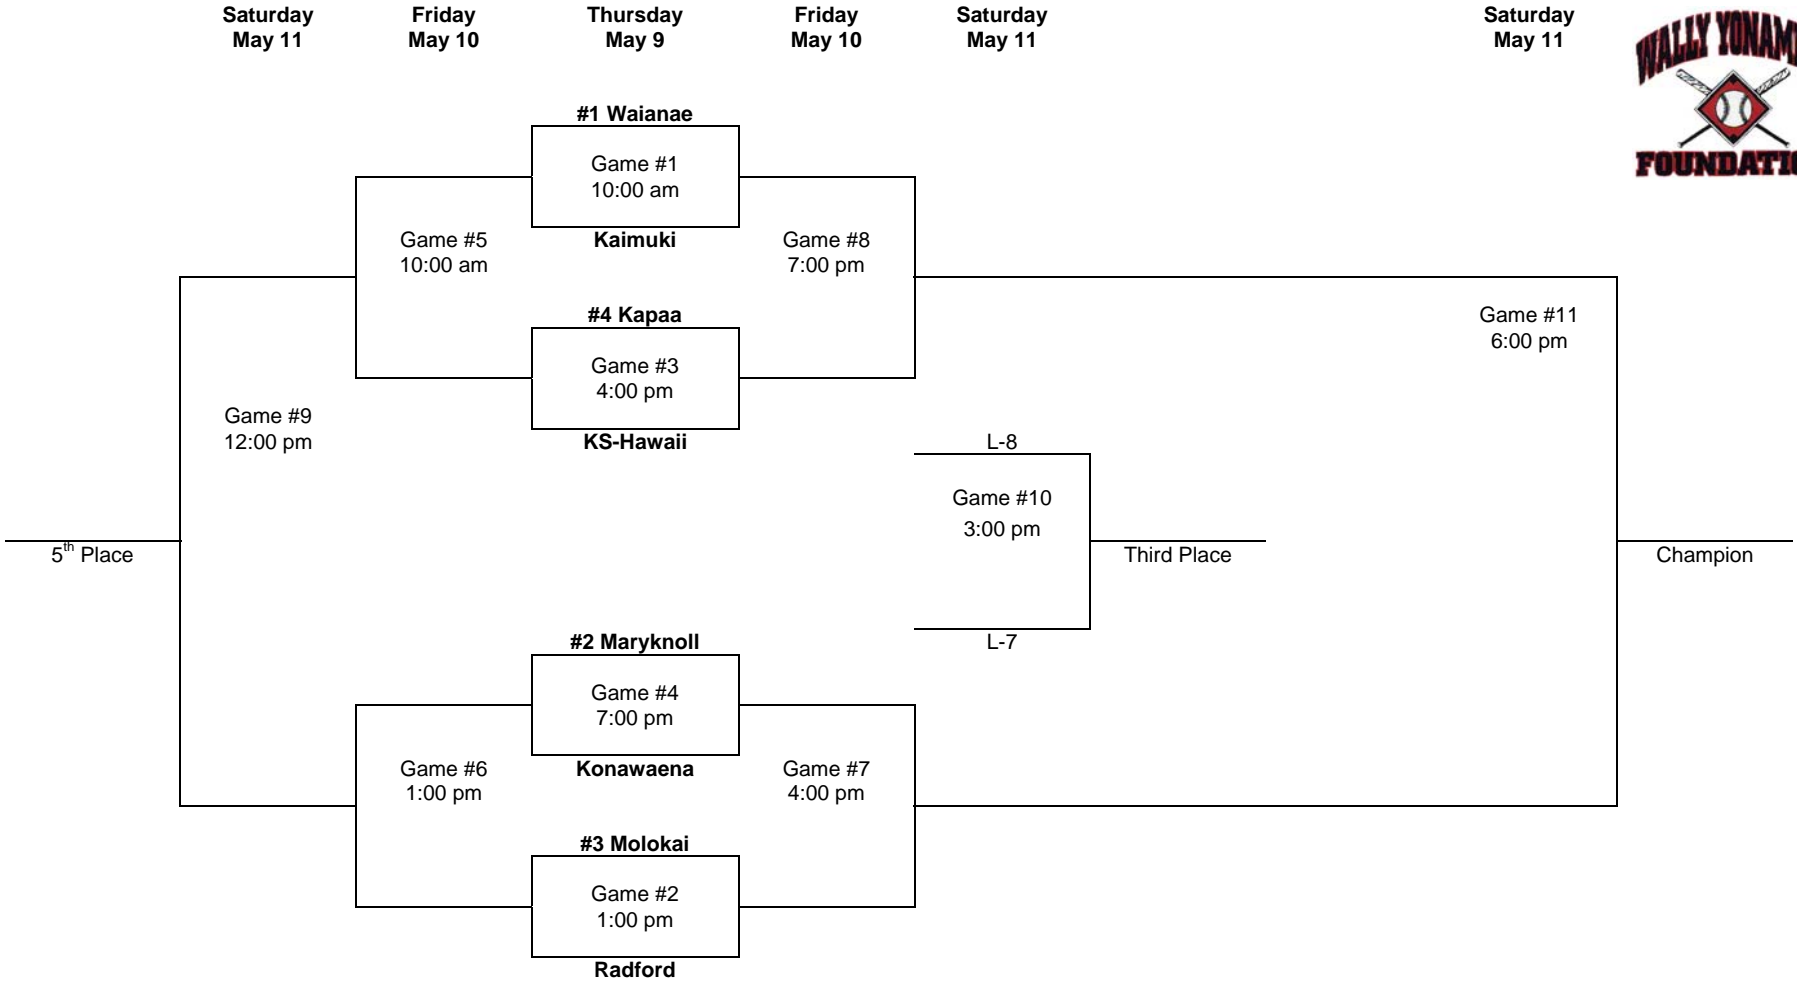 Saturday Friday Thursday Friday Saturday Saturday
May 11 May 10 May 9 May 10 May 11 May 11
WALLY
#1 Waianae
Game #1
10:00 am
Kaimuki
Game #5
10:00 am
Game #8
7:00 pm
#4 Kapaa
Game #3
4:00 pm
KS-Hawaii
Game #11
6:00 pm
Game #9
12:00 pm
L-8
Game #10
3:00 pm
5th Place
Third Place
Champion
L-7
#2 Maryknoll
Game #4
7:00 pm
Konawaena
Game #6
1:00 pm
Game #7
4:00 pm
#3 Molokai
Game #2
1:00 pm
Radford